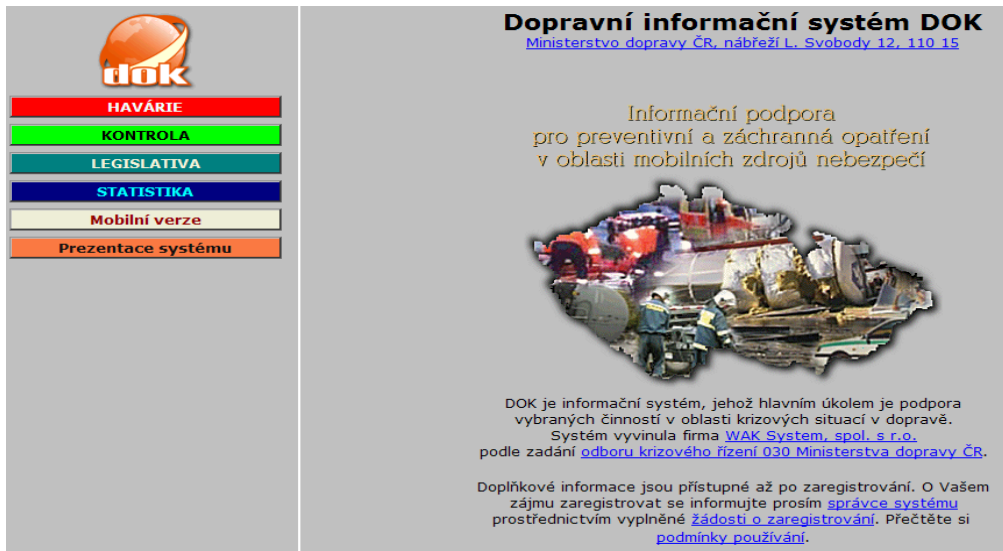 dok
HAVÁRIE
KONTROLA
LEGISLATIVA
STATISTIKA
Mobilní verze
Prezentace systému
Dopravní informační systém DOK
Ministerstvo dopravy ČR, nábřeží L. Svobody 12, 110 15
Informační podpora
pro preventivní a záchranná opatření
v oblasti mobilních zdrojů nebezpečí
DOK je informační systém, jehož hlavním úkolem je podpora
vybraných činností v oblasti krizových situací v dopravě.
Systém vyvinula firma WAK System, spol. s r.o.
podle zadání odboru krizového řízení 030 Ministerstva dopravy ČR.
Doplňkové informace jsou přístupné až po zaregistrování. O Vašem
zájmu zaregistrovat se informujte prosím správce systému
prostřednictvím vyplněné žádosti o zaregistrování. Přečtěte si
podmínky používání.